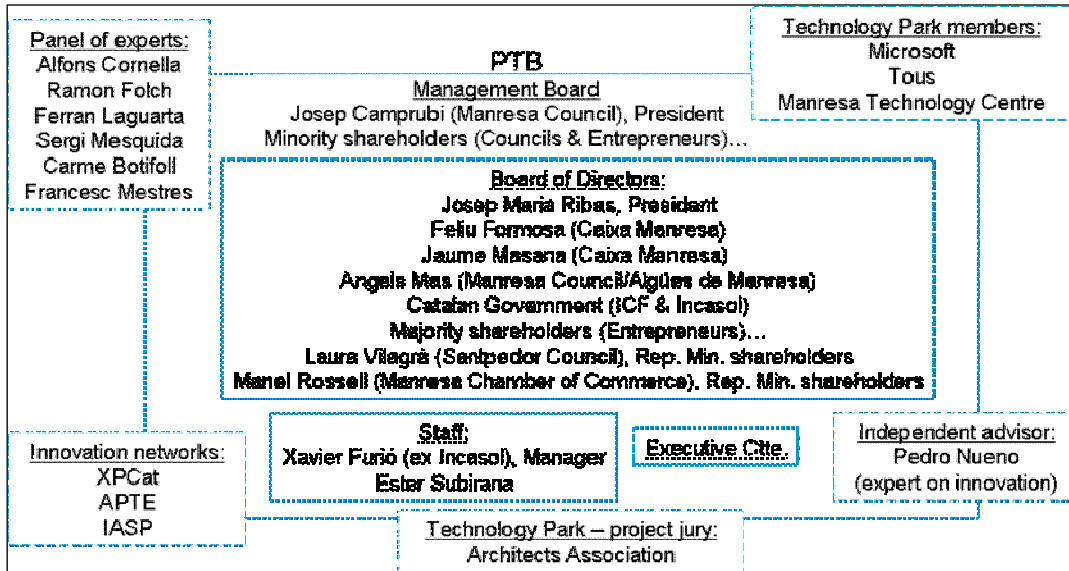 Panel of experts:
Alfons Cornella
Ramon Folch
Ferran Laguarta
Sergi Mesquida
Carme Botifoll
Francesc Mestres
PTB
Management Board
Josep Camprubi (Manresa Council), President
Minority shareholders (Councils & Entrepreneurs)...
Technology Park members:
Microsoft
Tous
Manresa Technology Centre
Board of Directors:
Josep Maria Ribas, President
Feliu Formosa (Caixa Manresa)
Jaume Masana (Caixa Manresa)
Angels Mas (Manresa Council/Aigües de Manresa)
Catalan Government (ICF & Incasol)
Majority shareholders (Entrepreneurs)...
Laura Vilagrà (Santpedor Council), Rep. Min. shareholders
Manel Rosell (Manresa Chamber of Commerce), Rep. Min. shareholders
Staff:
Xavier Furió (ex Incasol), Manager
Ester Subirana
Executive Ctte.
Innovation networks:
XPCat
APTE
IASP
Independent advisor:
Pedro Nueno
(expert on innovation)
Technology Park – project jury:
Architects Association